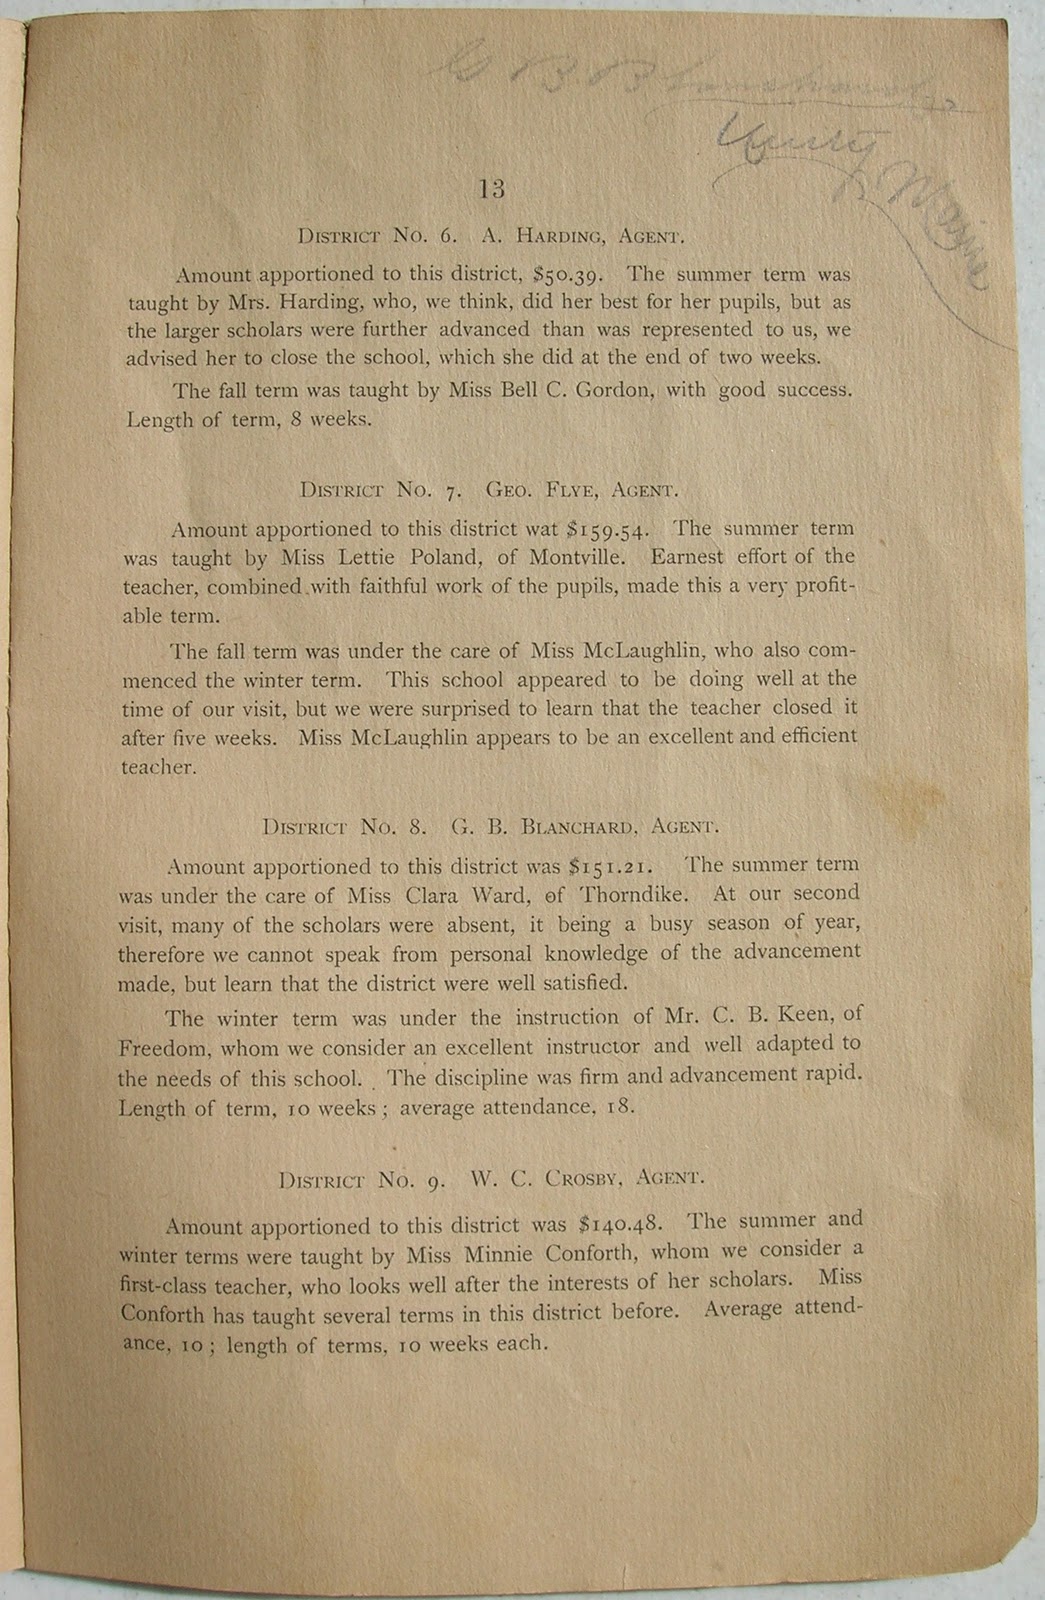 G B Blanchard
Unity
Maine
13
District No. 6. A. Harding, Agent.
Amount apportioned to this district, $50.39. The summer term was
taught by Mrs. Harding, who, we think, did her best for her pupils, but as
the larger scholars were further advanced than was represented to us, we
advised her to close the school, which she did at the end of two weeks.
The fall term was taught by Miss Bell C. Gordon, with good success.
Length of term, 8 weeks.
District No. 7. Geo. Flye, Agent.
Amount apportioned to this district wat $159.54. The summer term
was taught by Miss Lettie Poland, of Montville. Earnest effort of the
teacher, combined with faithful work of the pupils, made this a very profit-
able term.
The fall term was under the care of Miss McLaughlin, who also com-
menced the winter term. This school appeared to be doing well at the
time of our visit, but we were surprised to learn that the teacher closed it
after five weeks. Miss McLaughlin appears to be an excellent and efficient
teacher.
District No. 8. G. B. Blanchard, Agent.
Amount apportioned to this district was $151.21. The summer term
was under the care of Miss Clara Ward, of Thorndike. At our second
visit, many of the scholars were absent, it being a busy season of year,
therefore we cannot speak from personal knowledge of the advancement
made, but learn that the district were well satisfied.
The winter term was under the instruction of Mr. C. B. Keen, of
Freedom, whom we consider an excellent instructor and well adapted to
the needs of this school. The discipline was firm and advancement rapid.
Length of term, 10 weeks ; average attendance, 18.
District No. 9. W. C. Crosby, Agent.
Amount apportioned to this district was $140.48. The summer and
winter terms were taught by Miss Minnie Conforth, whom we consider a
first-class teacher, who looks well after the interests of her scholars. Miss
Conforth has taught several terms in this district before. Average attend-
ance, 10 ; length of terms, 10 weeks each.